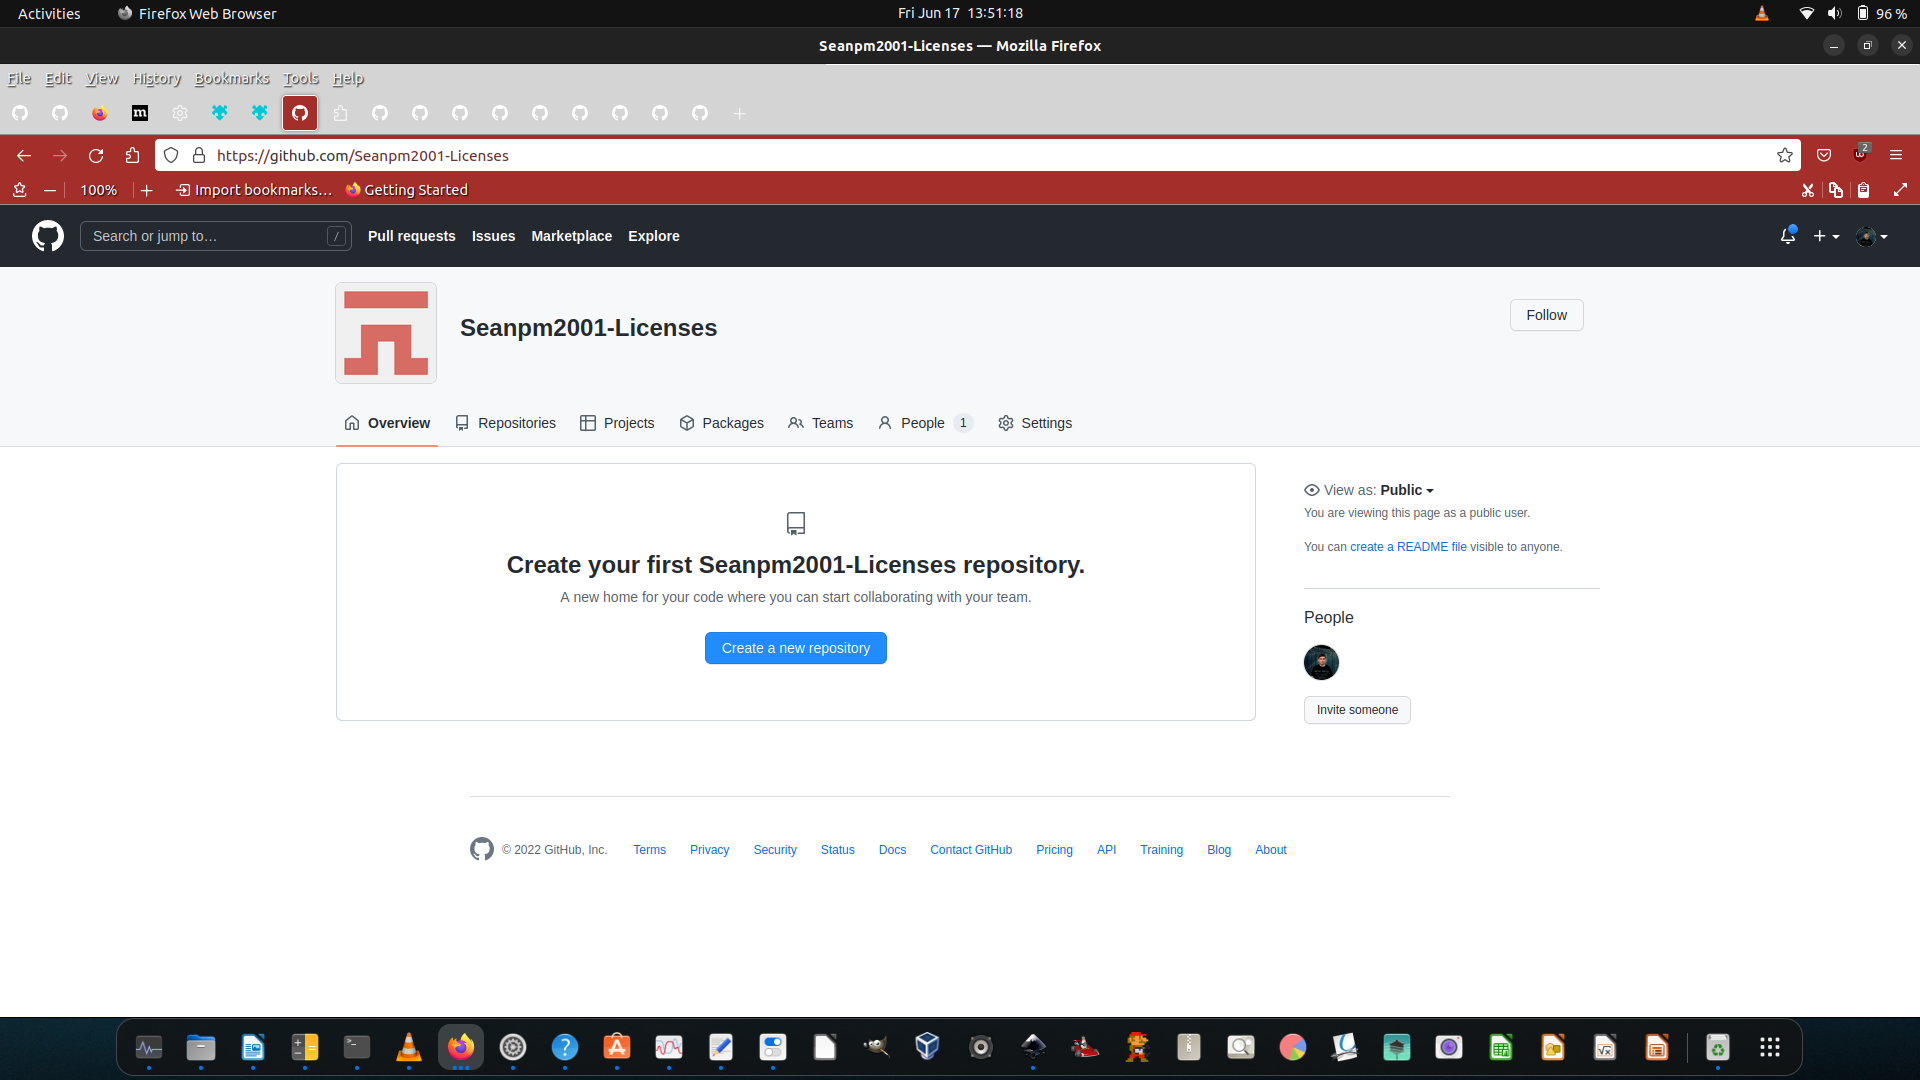 Activities Firefox Web Browser Fri Jun 17 13:51:18 96 %
Seanpm2001-Licenses — Mozilla Firefox
File Edit View History Bookmarks Tools Help
m
https://github.com/Seanpm2001-Licenses 2
100% Import bookmarks… Getting Started
Search or jump to… / Pull requests Issues Marketplace Explore
Seanpm2001-Licenses
Follow
Overview Repositories Projects Packages Teams People 1 Settings
View as: Public
You are viewing this page as a public user.
You can create a README file visible to anyone.
Create your first Seanpm2001-Licenses repository.
A new home for your code where you can start collaborating with your team.
Create a new repository
People
Invite someone
© 2022 GitHub, Inc. Terms Privacy Security Status Docs Contact GitHub Pricing API Training Blog About